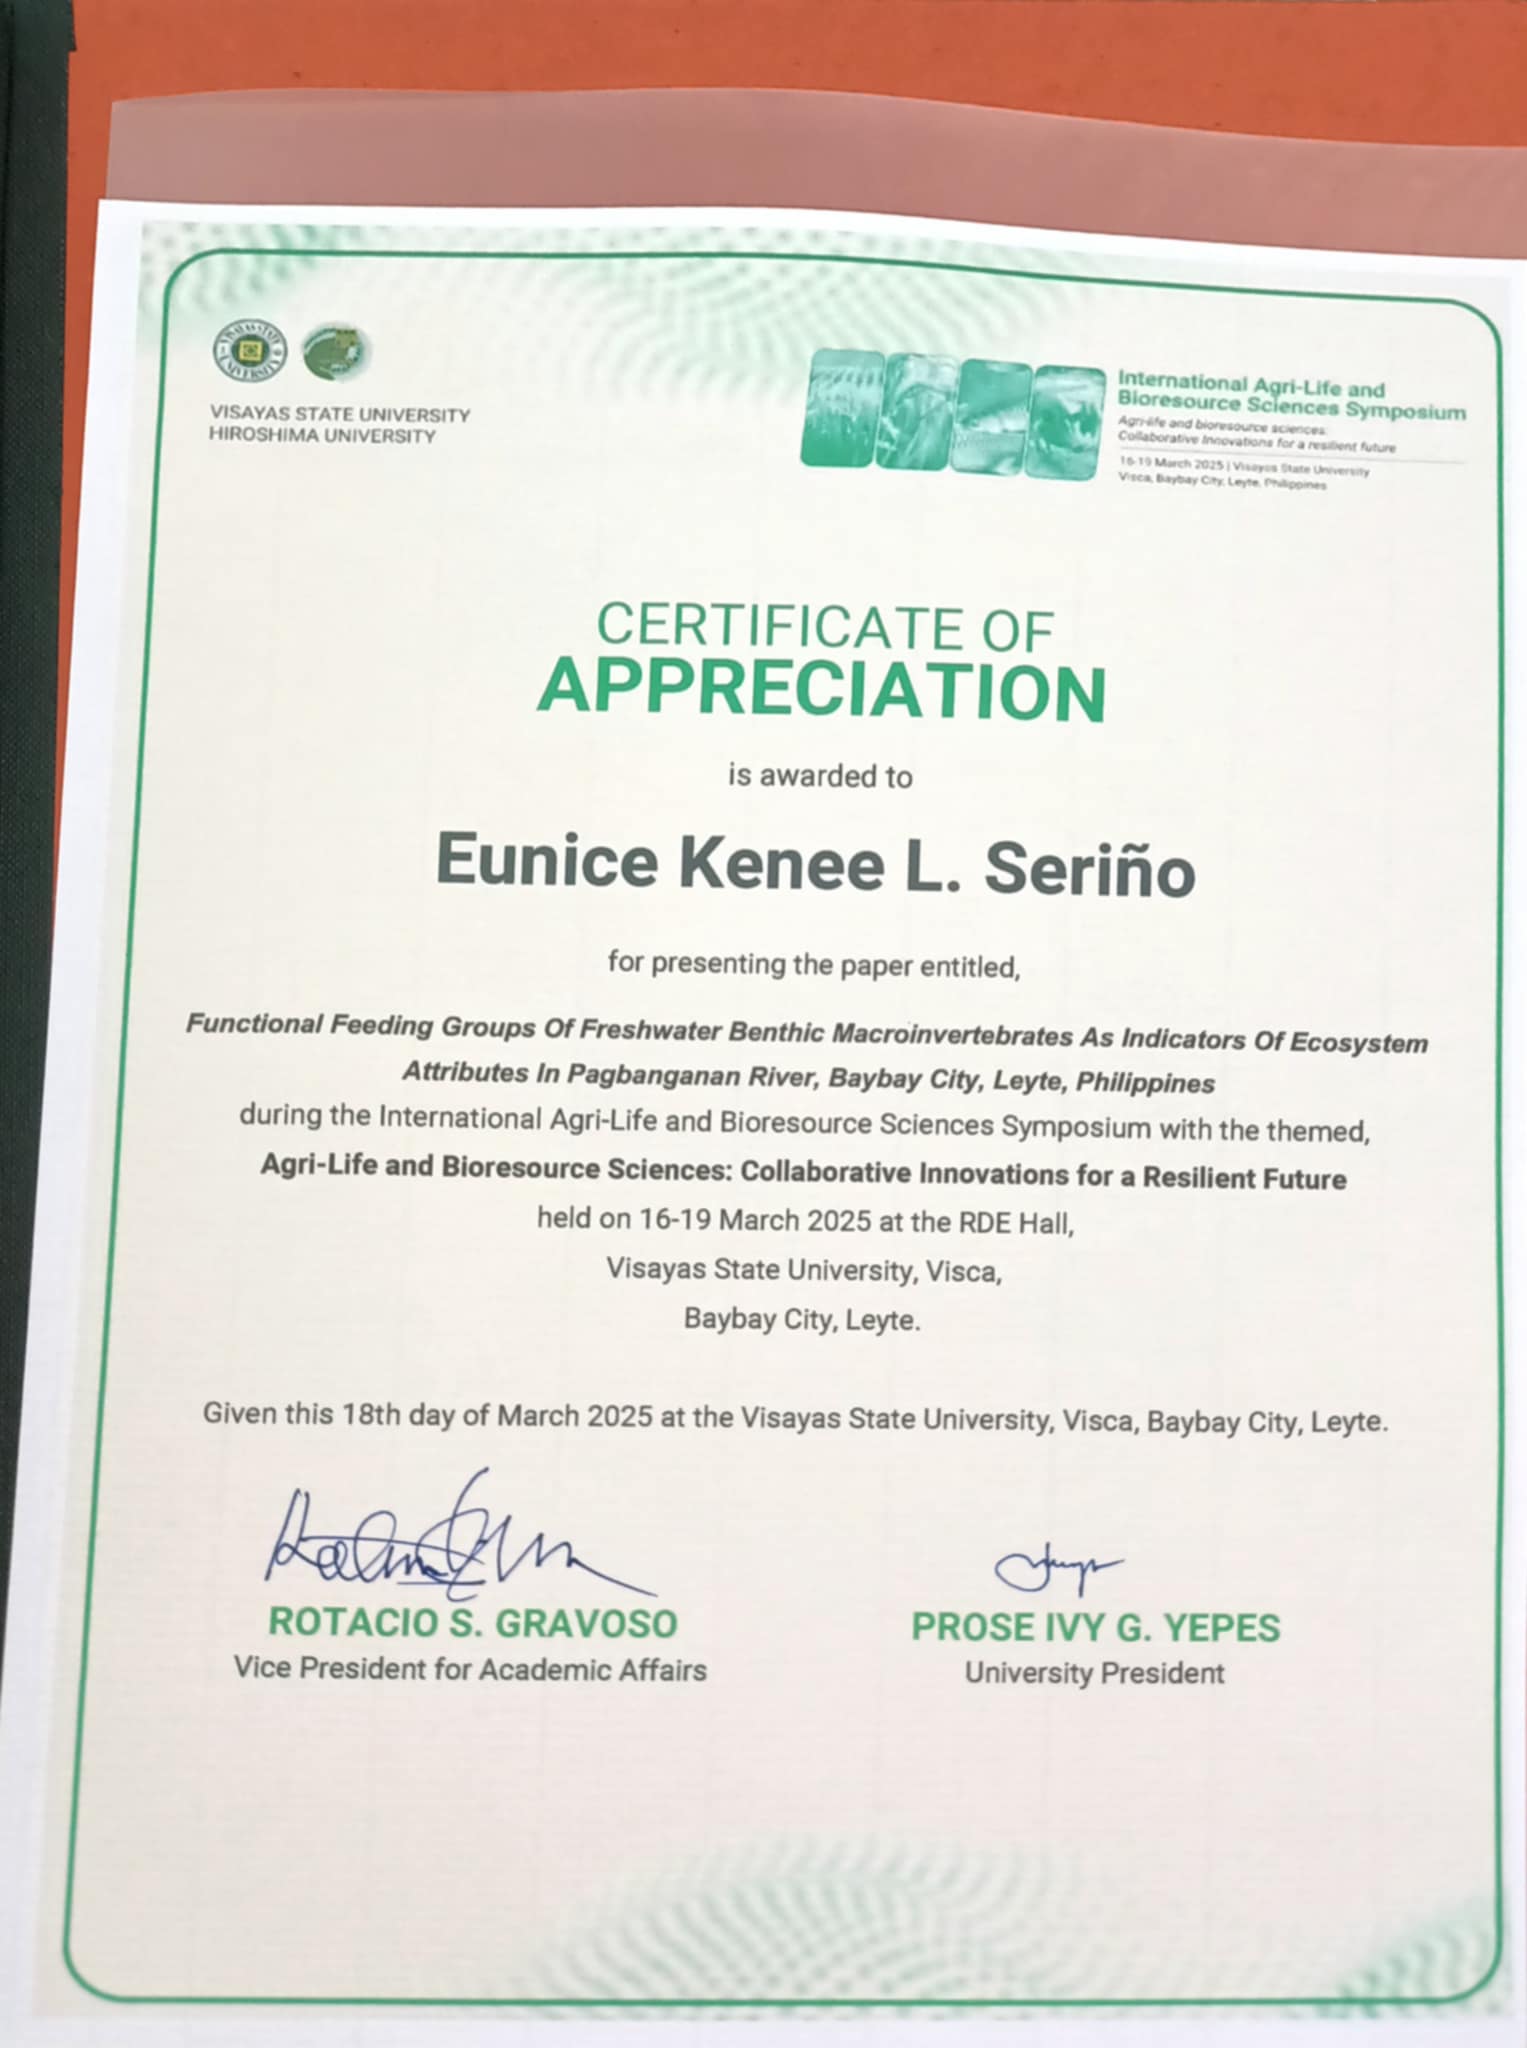 VISAYAS STATE UNIVERSITY
VISAYAS STATE UNIVERSITY
HIROSHIMA UNIVERSITY
International Agri-Life and
Bioresource Sciences Symposium
Agri-life and bioresource sciences:
Collaborative Innovations for a resilient future
16-19 March 2025 | Visayas State University
Visca, Baybay City, Leyte, Philippines
CERTIFICATE OF
APPRECIATION
is awarded to
Eunice Kenee L. Seriño
for presenting the paper entitled,
Functional Feeding Groups Of Freshwater Benthic Macroinvertebrates As Indicators Of Ecosystem
Attributes In Pagbanganan River, Baybay City, Leyte, Philippines
during the International Agri-Life and Bioresource Sciences Symposium with the themed,
Agri-Life and Bioresource Sciences: Collaborative Innovations for a Resilient Future
held on 16-19 March 2025 at the RDE Hall,
Visayas State University, Visca,
Baybay City, Leyte.
Given this 18th day of March 2025 at the Visayas State University, Visca, Baybay City, Leyte.
ROTACIO S. GRAVOSO
Vice President for Academic Affairs
PROSE IVY G. YEPES
University President